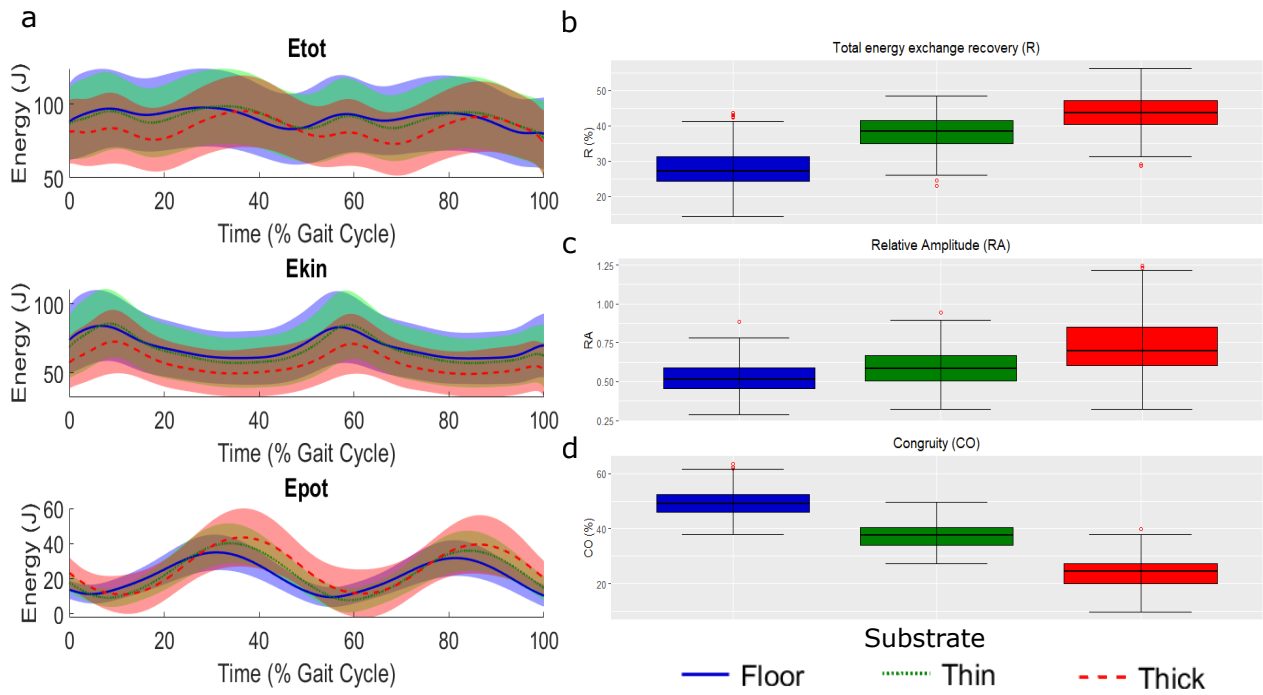 a
Etot
Energy (J)
100
50
0 20 40 60 80 100
Time (% Gait Cycle)
Ekin
Energy (J)
100
50
0 20 40 60 80 100
Time (% Gait Cycle)
Epot
Energy (J)
60
40
20
0
0 20 40 60 80 100
Time (% Gait Cycle)
b
Total energy exchange recovery (R)
R (%)
50
40
30
20
c
Relative Amplitude (RA)
RA
1.25
1.00
0.75
0.50
0.25
d
Congruity (CO)
CO (%)
60
40
20
Substrate
Floor Thin Thick